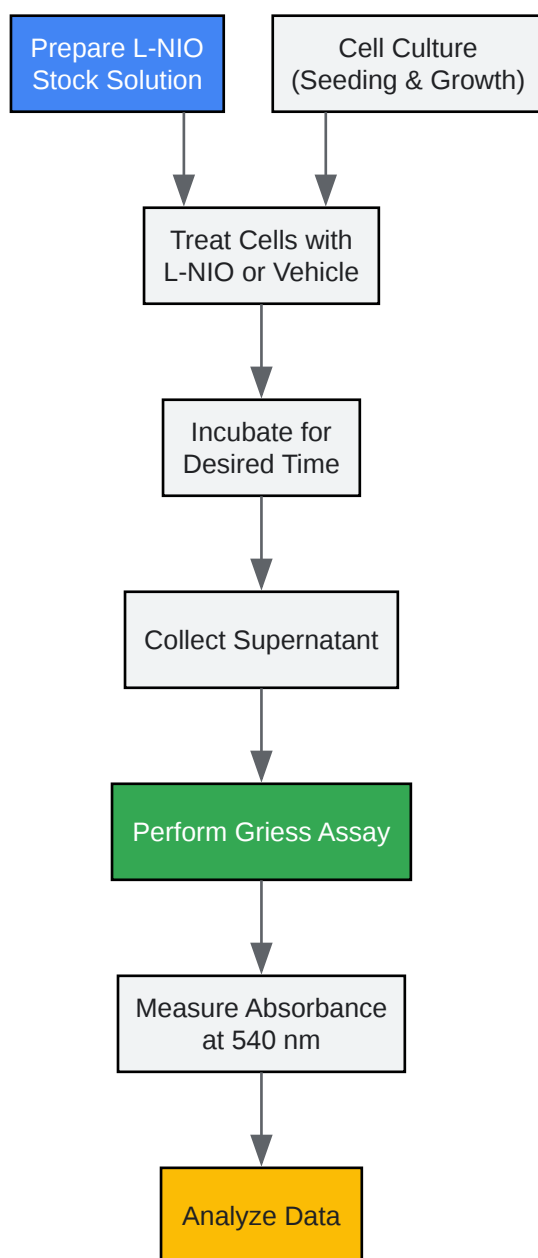 Prepare L-NIO
Stock Solution
Cell Culture
(Seeding & Growth)
Treat Cells with
L-NIO or Vehicle
Incubate for
Desired Time
Collect Supernatant
Perform Griess Assay
Measure Absorbance
at 540 nm
Analyze Data